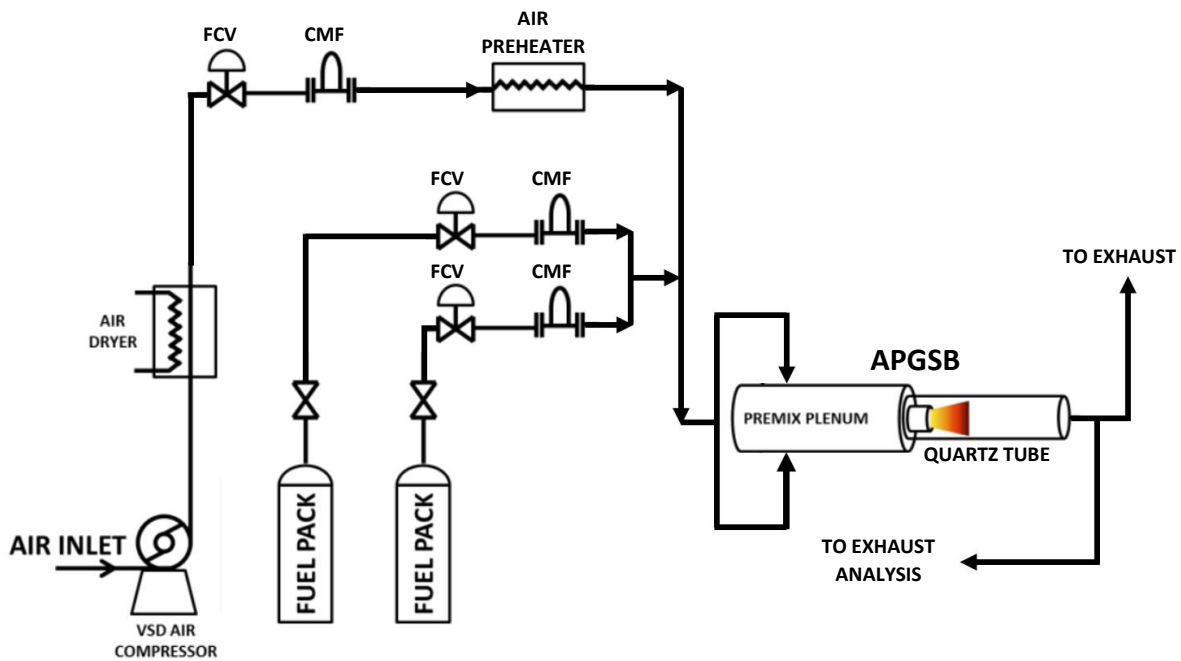 FCV
CMF
AIR
PREHEATER
FCV
CMF
FCV
CMF
TO EXHAUST
AIR
DRYER
APGSB
PREMIX PLENUM
QUARTZ TUBE
FUEL PACK
FUEL PACK
AIR INLET
TO EXHAUST
ANALYSIS
VSD AIR
COMPRESSOR